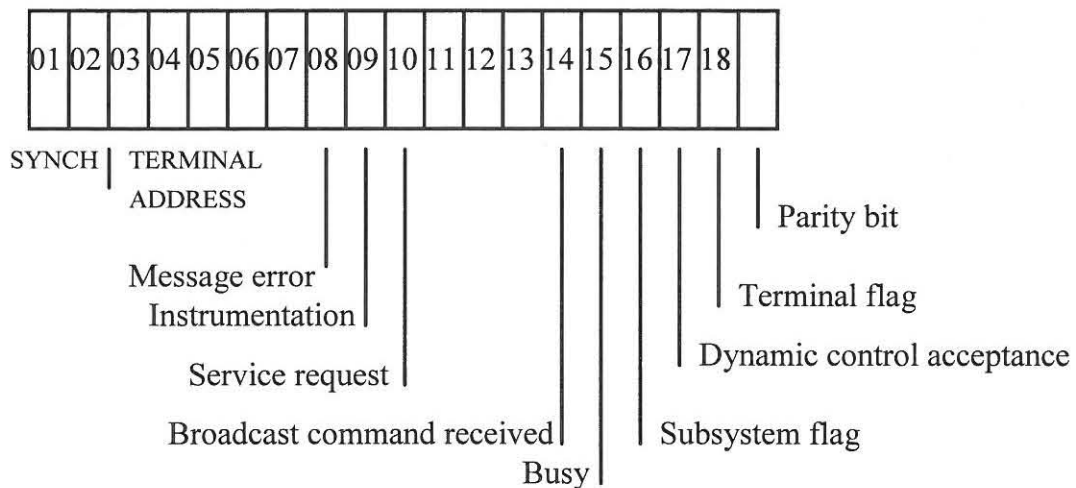 01 02 03 04 05 06 07 08 09 10 11 12 13 14 15 16 17 18
SYNCH TERMINAL
ADDRESS
Parity bit
Message error
Terminal flag
Instrumentation
Dynamic control acceptance
Service request
Broadcast command received
Subsystem flag
Busy